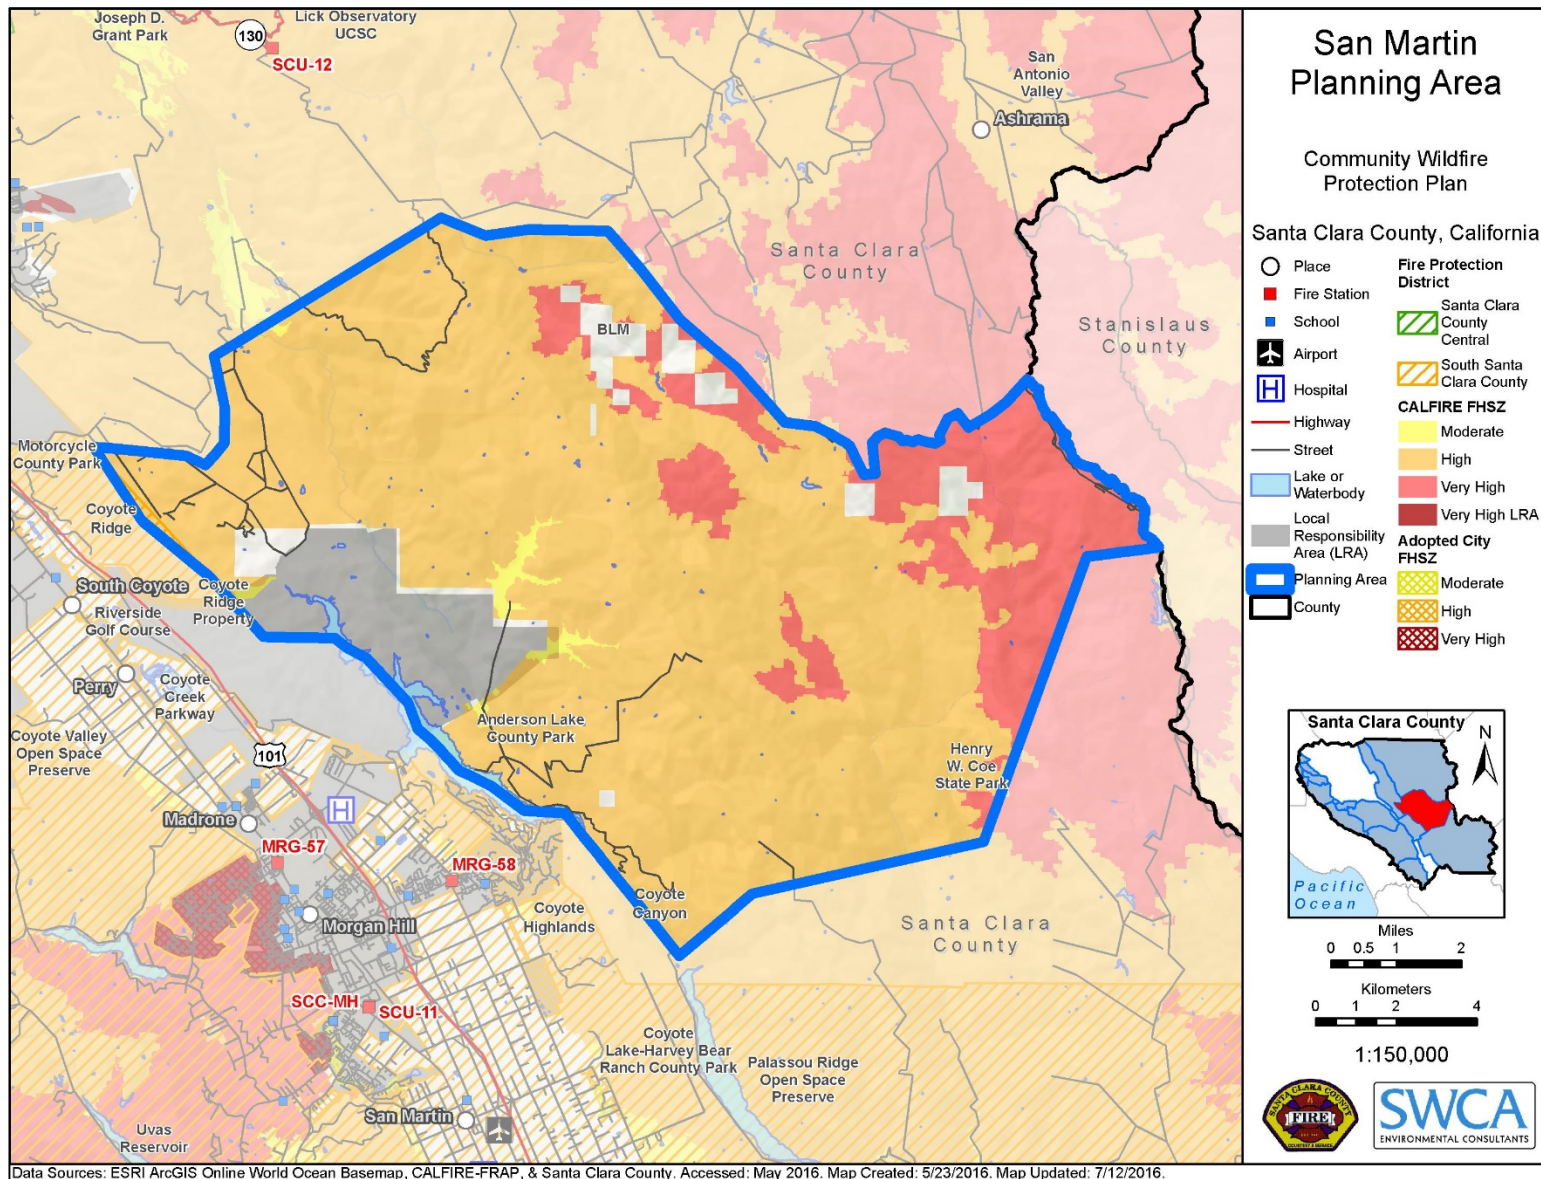 Joseph D.
Grant Park
Lick Observatory
UCSC
130
SCU-12
San
Antonio
Valley
Ashrama
Santa Clara
County
Stanislaus
County
BLM
Motorcycle
County Park
Coyote
Ridge
South Coyote
Coyote
Ridge
Property
Riverside
Golf Course
Perry
Coyote
Creek
Parkway
Coyote Valley
Open Space
Preserve
101
Anderson Lake
County Park
Henry
W. Coe
State Park
Madrone
H
MRG-57
MRG-58
Morgan Hill
Coyote
Highlands
Coyote
Canyon
Santa Clara
County
SCC-MH
SCU-11
Coyote
Lake-Harvey Bear
Ranch County Park
Palassou Ridge
Open Space
Preserve
San Martin
Uvas
Reservoir
San Martin
Planning Area
Community Wildfire
Protection Plan
Santa Clara County, California
Place
Fire Station
School
Airport
H
Hospital
Highway
Street
Lake or
Waterbody
Local
Responsibility
Area (LRA)
Planning Area
County
Fire Protection
District
Santa Clara
County
Central
South Santa
Clara County
CALFIRE FHSZ
Moderate
High
Very High
Very High LRA
Adopted City
FHSZ
Moderate
High
Very High
Santa Clara County
N
Pacific
Ocean
Miles
0 0.5 1 2
Kilometers
0 1 2 4
1:150,000
SANTA CLARA COUNTY
FIRE
SWCA
ENVIRONMENTAL CONSULTANTS
Data Sources: ESRI ArcGIS Online World Ocean Basemap, CALFIRE-FRAP, & Santa Clara County. Accessed: May 2016. Map Created: 5/23/2016. Map Updated: 7/12/2016.